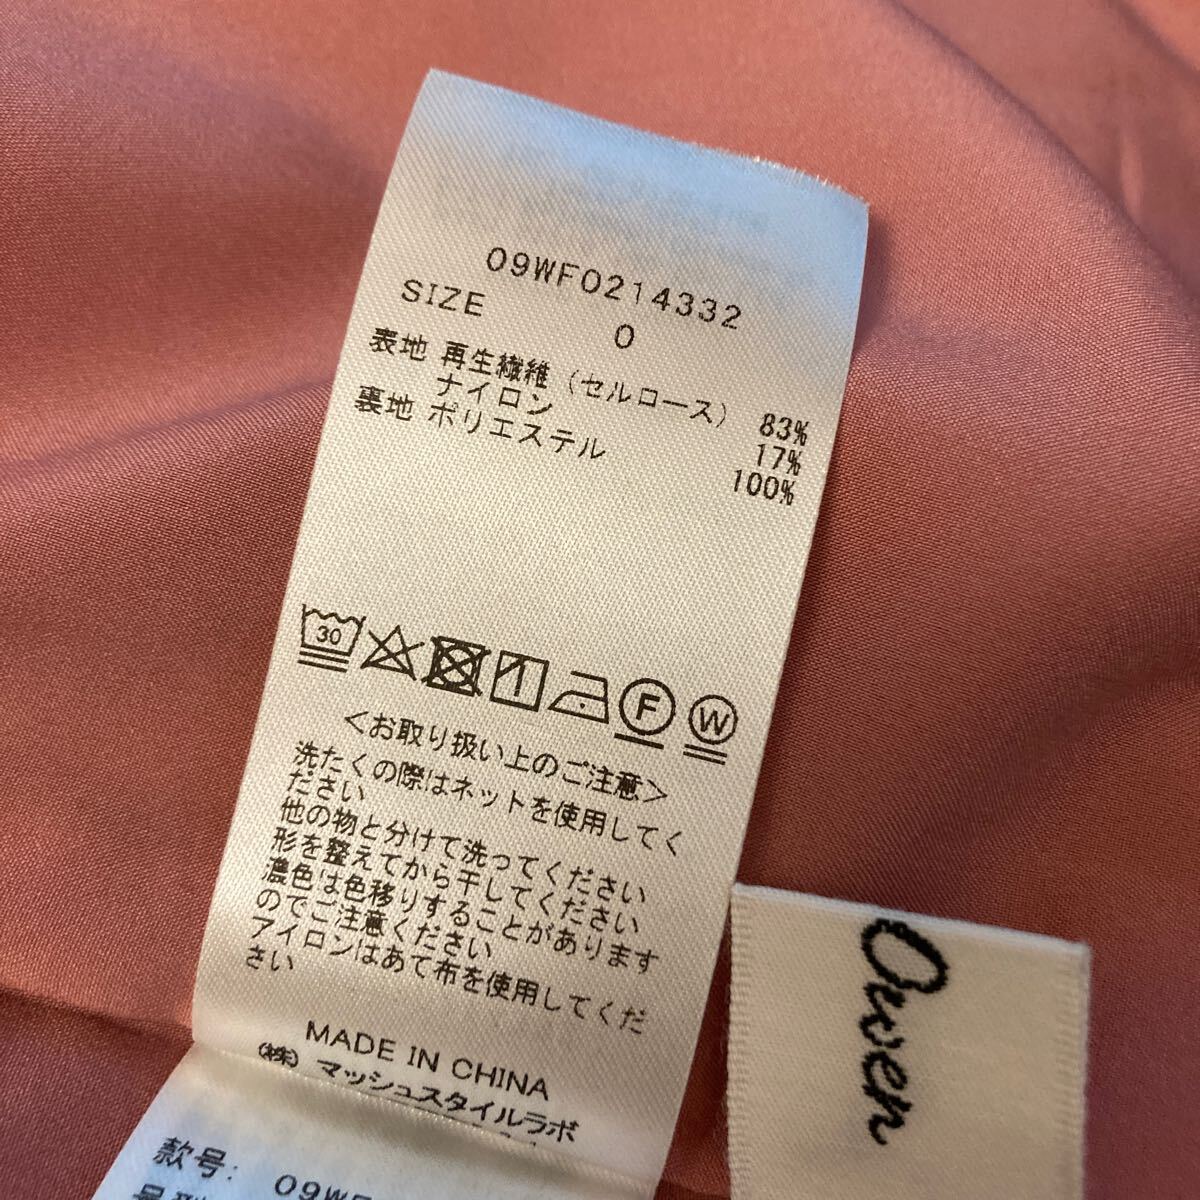 09WF0214332
SIZE 0
表地 再生繊維 (セルロース) 83%
ナイロン 17%
裏地 ポリエステル 100%
30
F
W
<お取り扱い上のご注意>
洗たくの際はネットを使用してく
ださい
他の物と分けて洗ってください
形を整えてから干してください
濃色は色移りすることがあります
のでご注意ください
アイロンはあて布を使用してくだ
さい
MADE IN CHINA
(株) マッシュスタイルラボ
款号: 09WF
号型
Owen